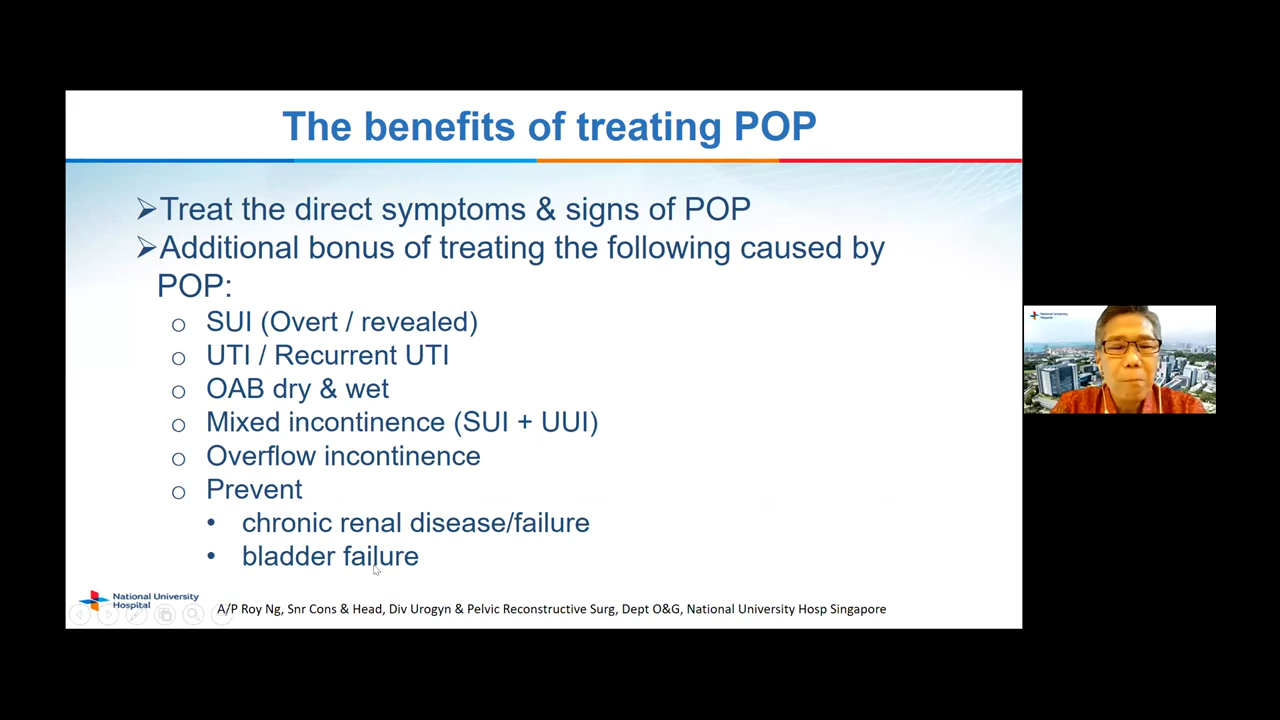 The benefits of treating POP
➢Treat the direct symptoms & signs of POP
➢Additional bonus of treating the following caused by
POP:
o SUI (Overt / revealed)
o UTI / Recurrent UTI
o OAB dry & wet
o Mixed incontinence (SUI + UUI)
o Overflow incontinence
o Prevent
• chronic renal disease/failure
• bladder failure
National University
Hospital
A/P Roy Ng, Snr Cons & Head, Div Urogyn & Pelvic Reconstructive Surg, Dept O&G, National University Hosp Singapore
National University
Hospital